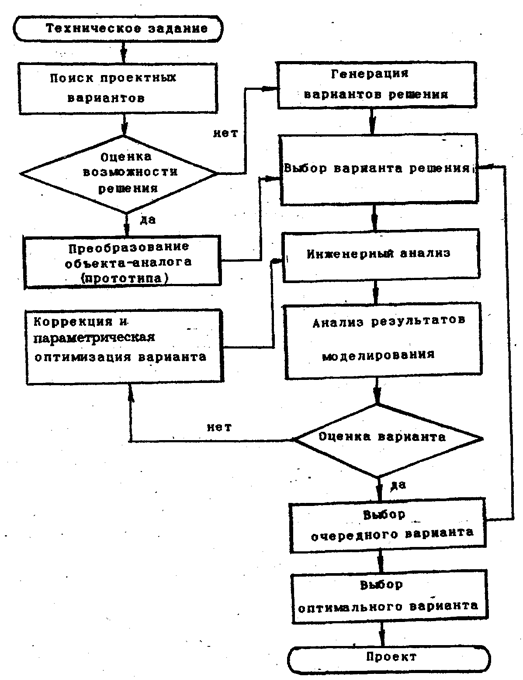 Техническое задание
Поиск проектных
вариантов
Оценка
возможности
решения
нет
да
Преобразование
объекта-аналога
(прототипа)
Генерация
вариантов решения
Выбор варианта решения
Инженерный анализ
Коррекция и
параметрическая
оптимизация варианта
Анализ результатов
моделирования
Оценка варианта
нет
да
Выбор
очередного варианта
Выбор
оптимального варианта
Проект